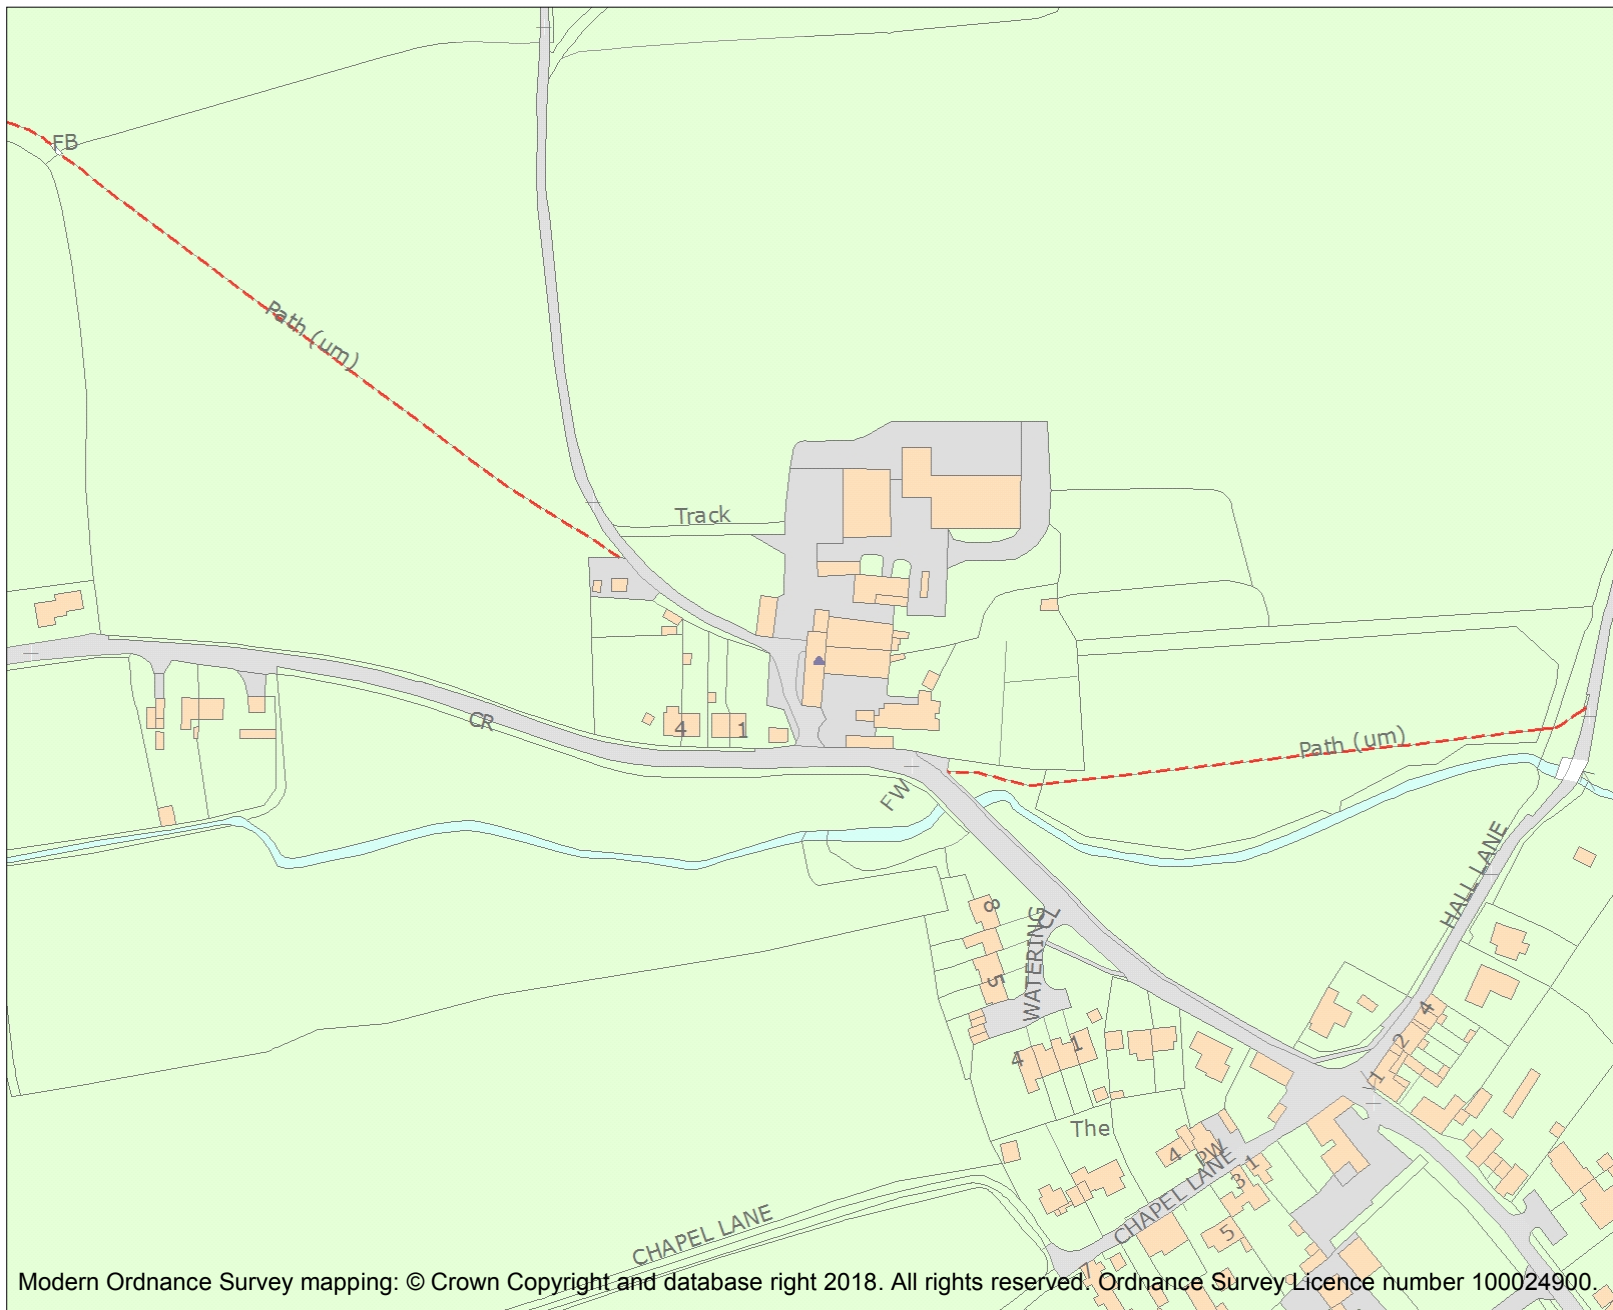 FB
Path (um)
Track
CR
4
1
Path (um)
FW
HALL LANE
8
CL
WATERING
5
4
1
4
2
1
The
4
PW
1
3
CHAPEL LANE
5
CHAPEL LANE
7
Modern Ordnance Survey mapping: © Crown Copyright and database right 2018. All rights reserved. Ordnance Survey Licence number 100024900.